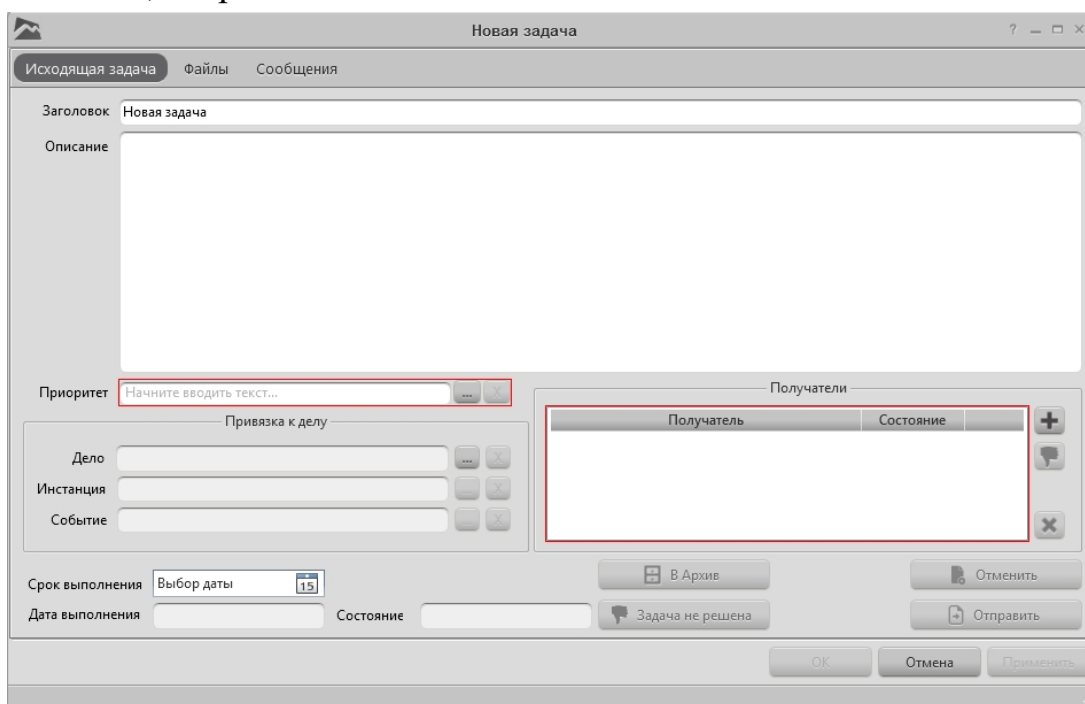 Новая задача
Исходящая задача Файлы Сообщения
Заголовок Новая задача
Описание
Приоритет Начните вводить текст... ... X
Получатели
Получатель Состояние
Привязка к делу
Дело ... X
Инстанция ... X
Событие ... X
Срок выполнения Выбор даты 15
Дата выполнения Состояние
В Архив Отменить
Задача не решена Отправить
OK Отмена Применить